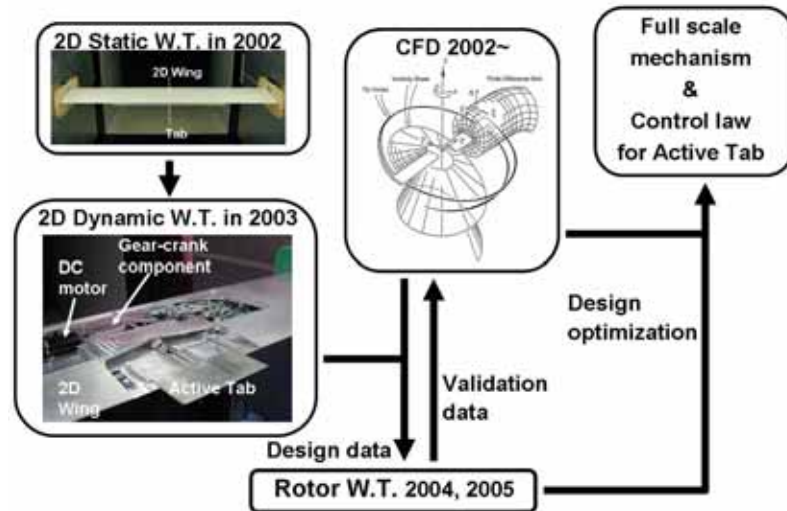 2D Static W.T. in 2002
2D Wing
Tab
2D Dynamic W.T. in 2003
Gear-crank
component
DC
motor
2D
Wing
Active Tab
CFD 2002~
Full scale
mechanism
&
Control law
for Active Tab
Design
optimization
Validation
data
Design data
Rotor W.T. 2004, 2005